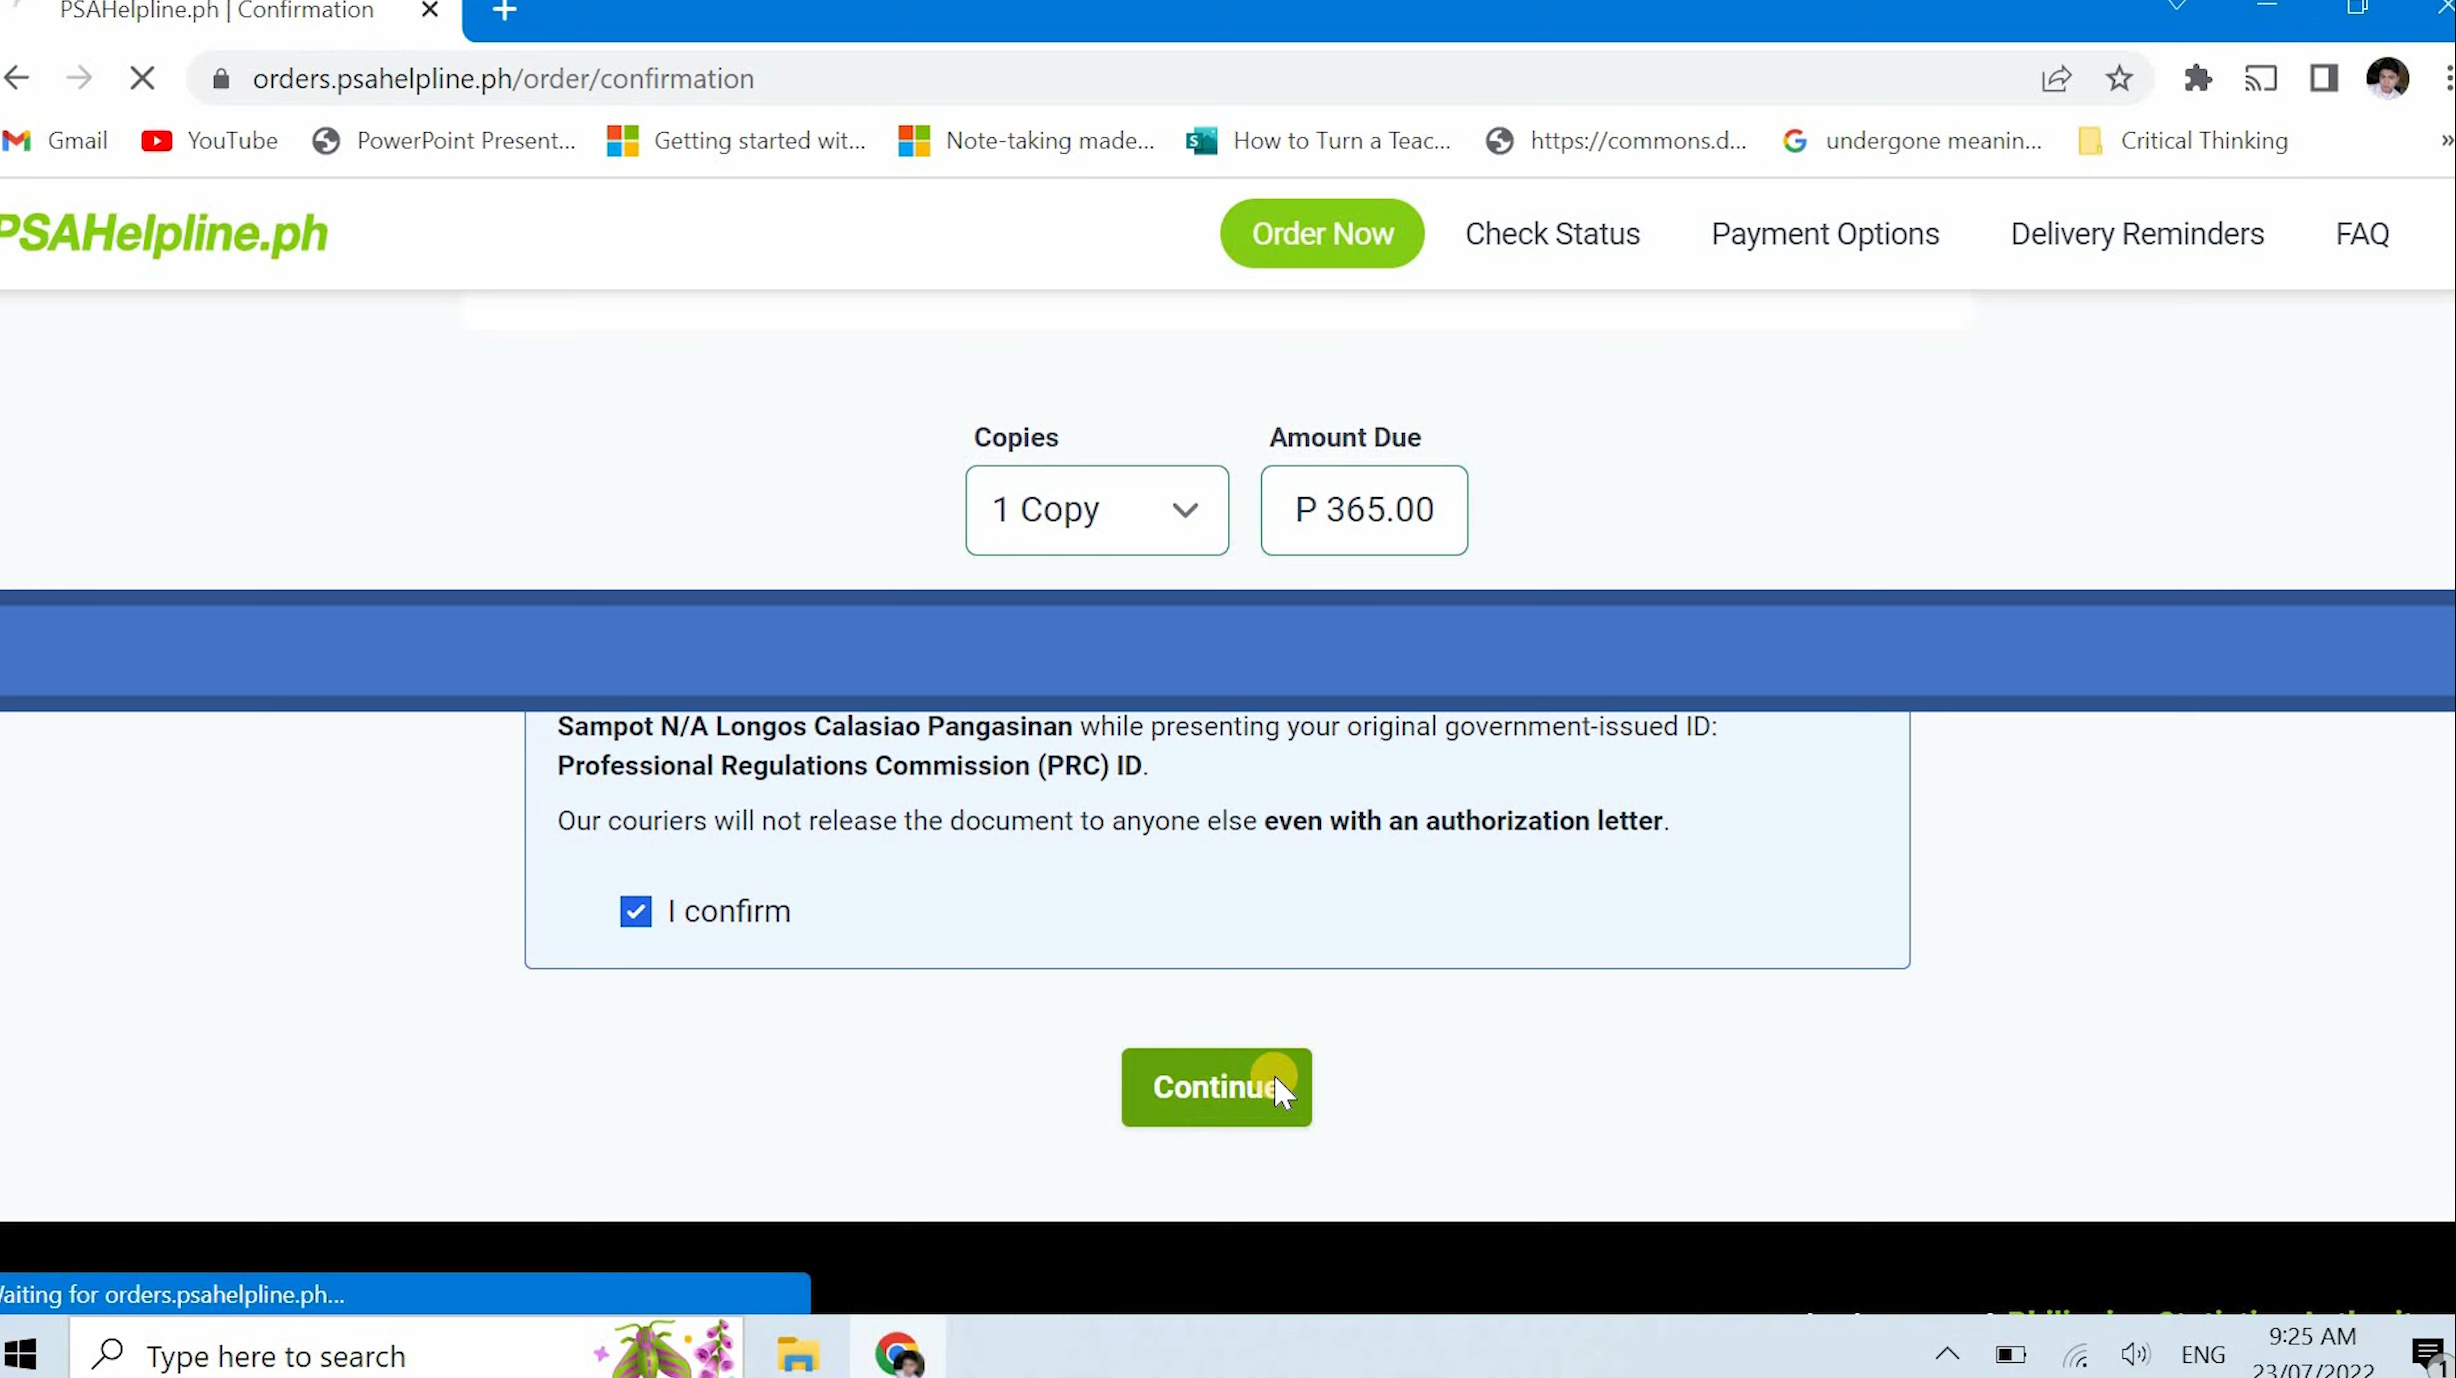 PSAHelpline.ph | Confirmation
orders.psahelpline.ph/order/confirmation
Gmail YouTube PowerPoint Present... Getting started wit... Note-taking made... How to Turn a Teac... https://commons.d... undergone meanin... Critical Thinking »
PSAHelpline.ph Order Now Check Status Payment Options Delivery Reminders FAQ
Copies Amount Due
1 Copy P 365.00
Sampot N/A Longos Calasiao Pangasinan while presenting your original government-issued ID:
Professional Regulations Commission (PRC) ID.
Our couriers will not release the document to anyone else even with an authorization letter.
I confirm
Continue
Waiting for orders.psahelpline.ph...
Type here to search ENG 9:25 AM
23/07/2022 1